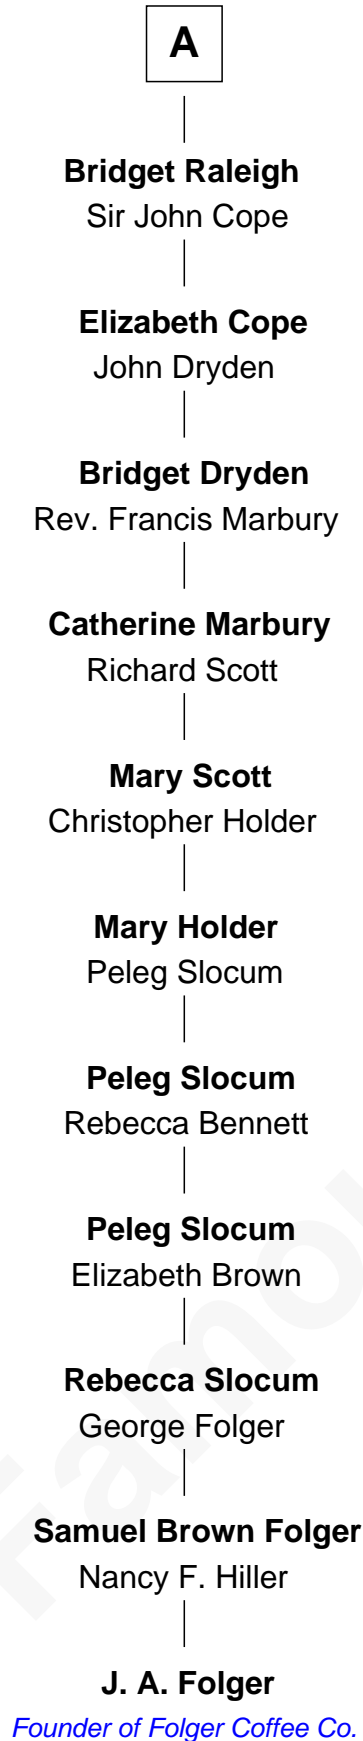 A
Bridget Raleigh
Sir John Cope
Elizabeth Cope
John Dryden
Bridget Dryden
Rev. Francis Marbury
Catherine Marbury
Richard Scott
Mary Scott
Christopher Holder
Mary Holder
Peleg Slocum
Peleg Slocum
Rebecca Bennett
Peleg Slocum
Elizabeth Brown
Rebecca Slocum
George Folger
Samuel Brown Folger
Nancy F. Hiller
J. A. Folger
Founder of Folger Coffee Co.